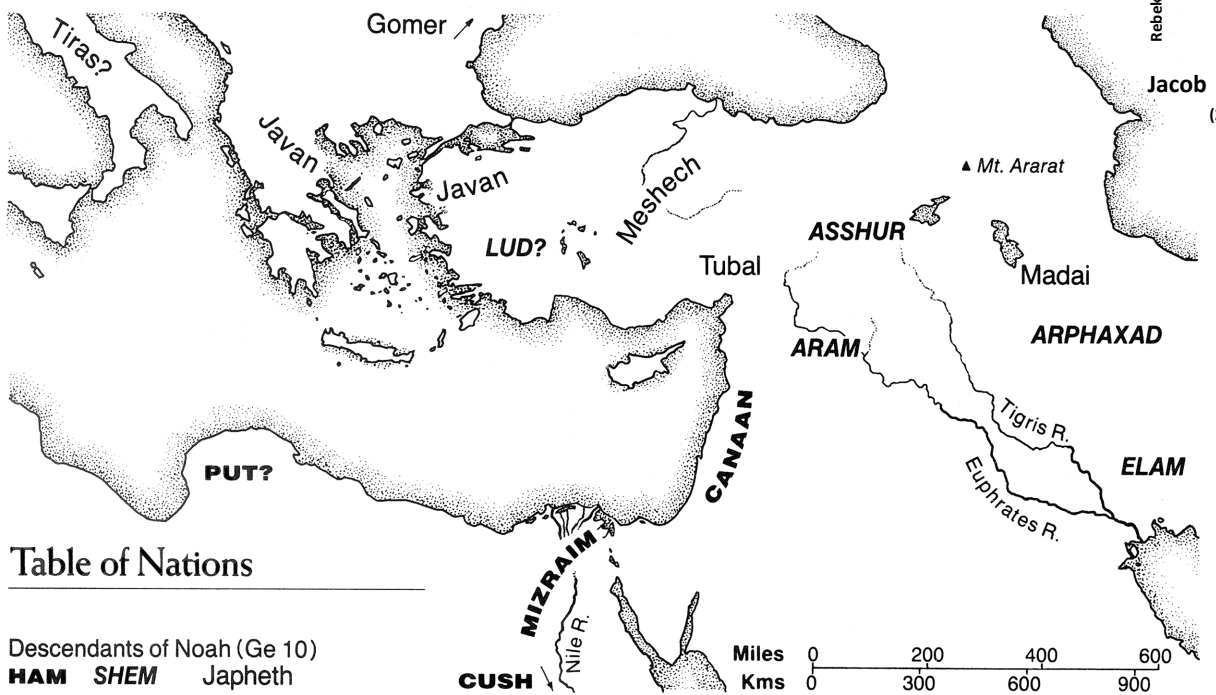 Gomer
Tiras?
Rebek
Jacob
(
Javan
Javan
Meshech
Mt. Ararat
LUD?
Tubal
ASSHUR
Madai
ARAM
ARPHAXAD
CANAAN
Tigris R.
Euphrates R.
ELAM
PUT?
MIZRAIM
Nile R.
CUSH
Table of Nations
Descendants of Noah (Ge 10)
HAM SHEM Japheth
Miles 0 200 400 600
Kms 0 300 600 900